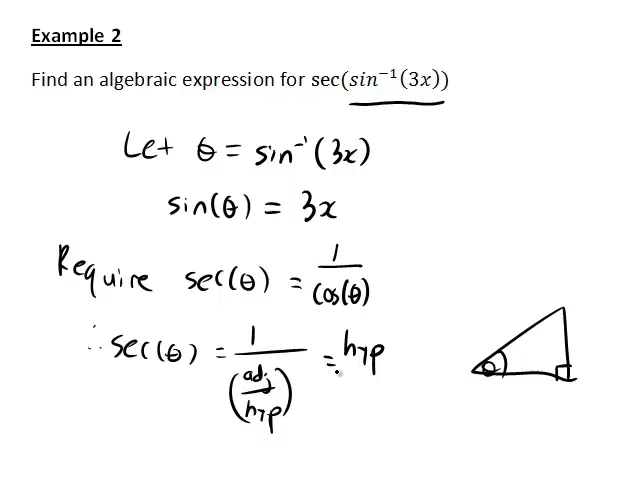 Example 2
Find an algebraic expression for sec(sin⁻¹(3x))
Let θ = sin⁻¹(3x)
sin(θ) = 3x
Require sec(θ) = 1/cos(θ)
∴ sec(θ) = 1/(adj/hyp) = hyp
θ